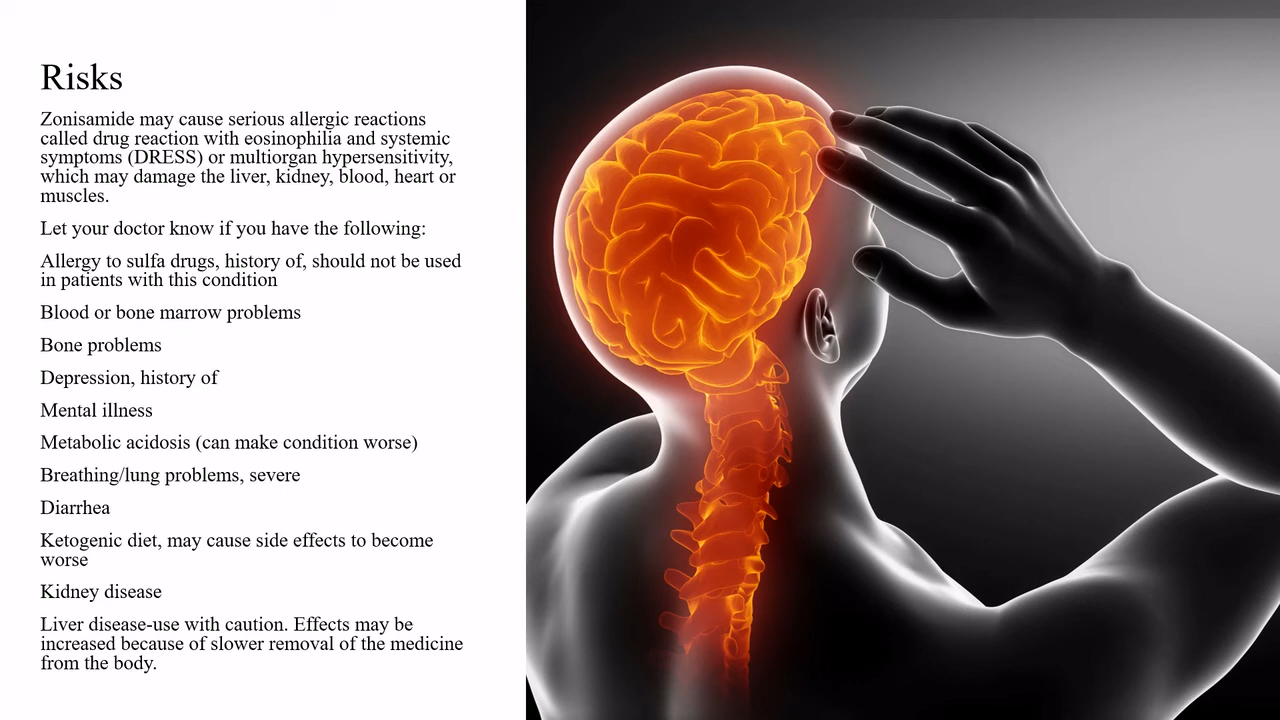 Risks
Zonisamide may cause serious allergic reactions
called drug reaction with eosinophilia and systemic
symptoms (DRESS) or multiorgan hypersensitivity,
which may damage the liver, kidney, blood, heart or
muscles.
Let your doctor know if you have the following:
Allergy to sulfa drugs, history of, should not be used
in patients with this condition
Blood or bone marrow problems
Bone problems
Depression, history of
Mental illness
Metabolic acidosis (can make condition worse)
Breathing/lung problems, severe
Diarrhea
Ketogenic diet, may cause side effects to become
worse
Kidney disease
Liver disease-use with caution. Effects may be
increased because of slower removal of the medicine
from the body.